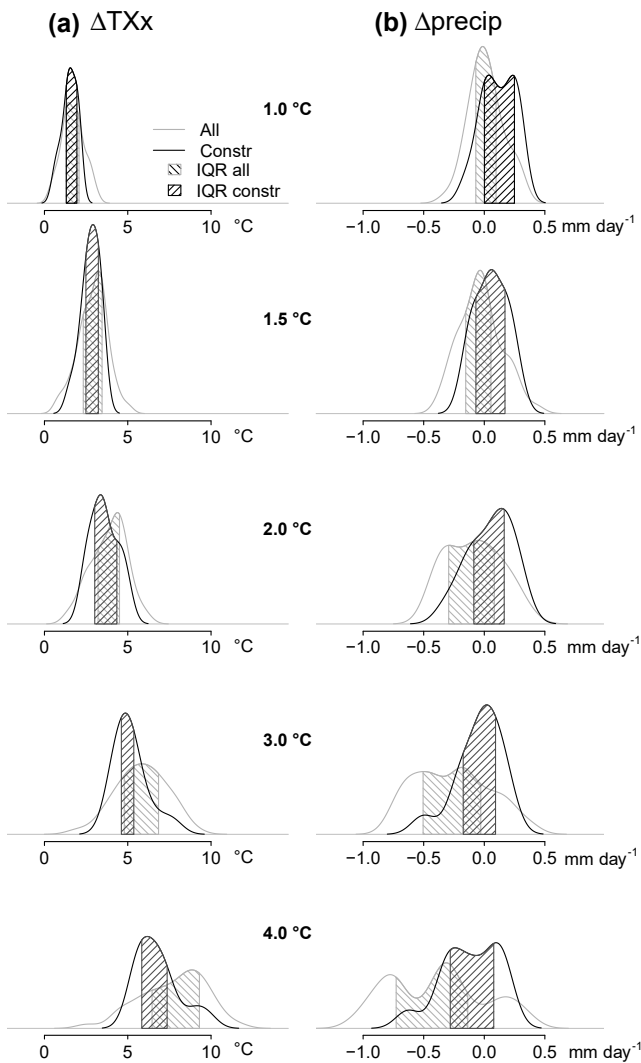 (a) ΔTXx
(b) Δprecip
1.0 °C
All
Constr
IQR all
IQR constr
0 5 10 °C
−1.0 −0.5 0.0 0.5 mm day-1
1.5 °C
0 5 10 °C
−1.0 −0.5 0.0 0.5 mm day-1
2.0 °C
0 5 10 °C
−1.0 −0.5 0.0 0.5 mm day-1
3.0 °C
0 5 10 °C
−1.0 −0.5 0.0 0.5 mm day-1
4.0 °C
0 5 10 °C
−1.0 −0.5 0.0 0.5 mm day-1